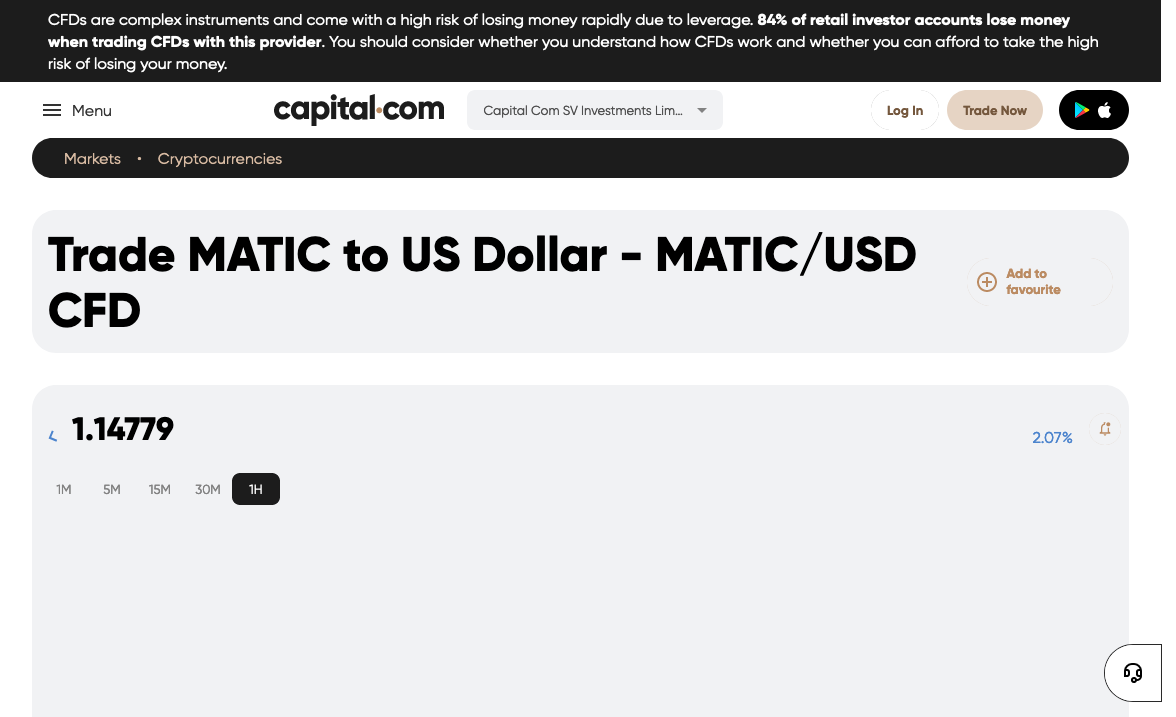 CFDs are complex instruments and come with a high risk of losing money rapidly due to leverage. 84% of retail investor accounts lose money
when trading CFDs with this provider. You should consider whether you understand how CFDs work and whether you can afford to take the high
risk of losing your money.
Menu
capital.com
Capital Com SV Investments Lim...
Log In
Trade Now
Markets • Cryptocurrencies
Trade MATIC to US Dollar - MATIC/USD
CFD
Add to
favourite
1.14779
2.07%
1M 5M 15M 30M 1H